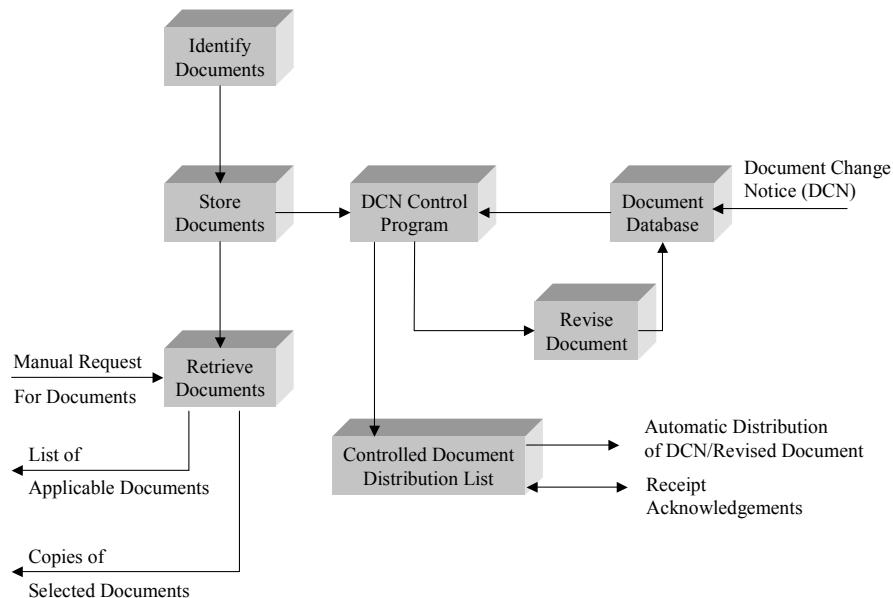 Identify
Documents
Store
Documents
DCN Control
Program
Document
Database
Document Change
Notice (DCN)
Revise
Document
Manual Request
For Documents
Retrieve
Documents
List of
Applicable Documents
Copies of
Selected Documents
Controlled Document
Distribution List
Automatic Distribution
of DCN/Revised Document
Receipt
Acknowledgements